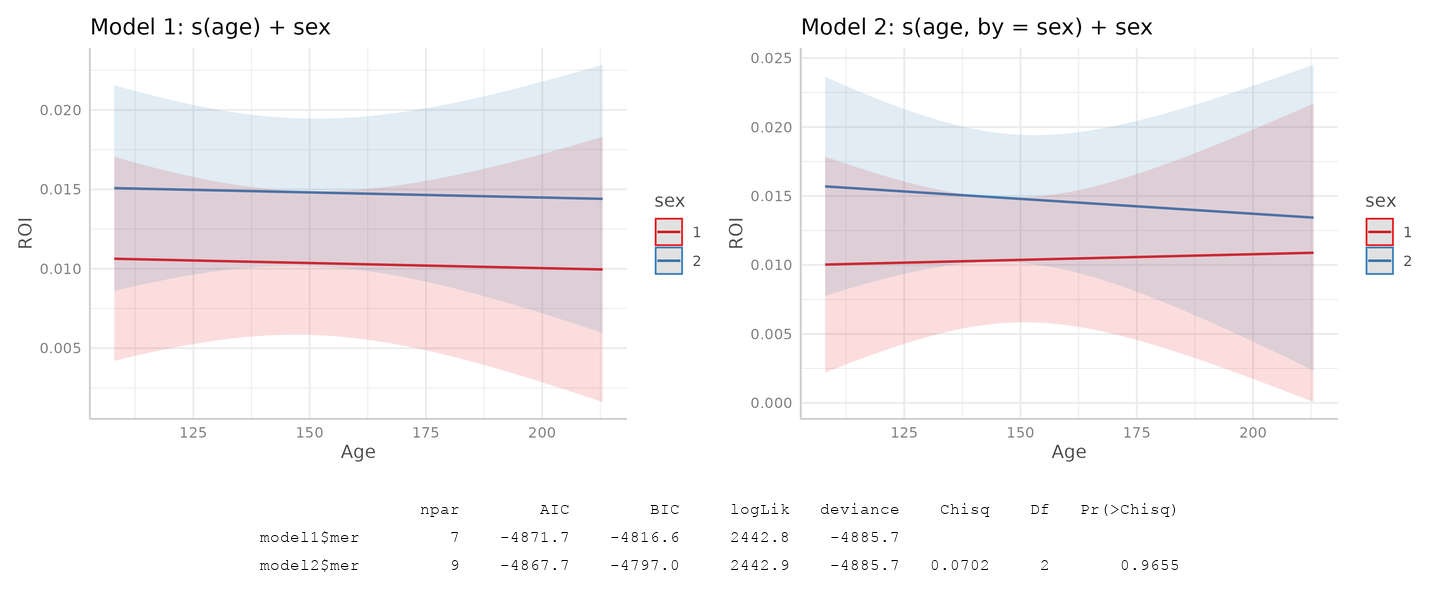 Model 1: s(age) + sex
0.020
0.015
0.010
0.005
ROI
125 150 175 200
Age
sex
1
2
Model 2: s(age, by = sex) + sex
0.025
0.020
0.015
0.010
0.005
0.000
ROI
125 150 175 200
Age
sex
1
2
npar AIC BIC logLik deviance Chisq Df Pr(>Chisq)
model1$mer 7 -4871.7 -4816.6 2442.8 -4885.7
model2$mer 9 -4867.7 -4797.0 2442.9 -4885.7 0.0702 2 0.9655